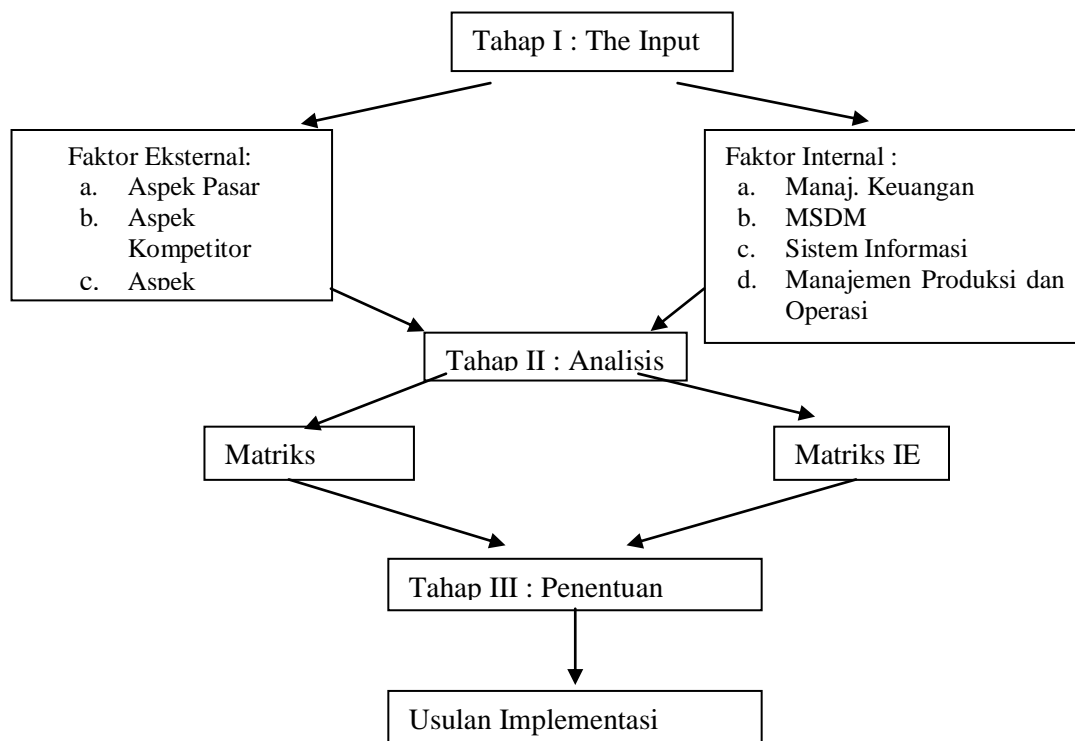 Tahap I : The Input
Faktor Eksternal:
a. Aspek Pasar
b. Aspek
Kompetitor
c. Aspek
Faktor Internal :
a. Manaj. Keuangan
b. MSDM
c. Sistem Informasi
d. Manajemen Produksi dan
Operasi
Tahap II : Analisis
Matriks
Matriks IE
Tahap III : Penentuan
Usulan Implementasi